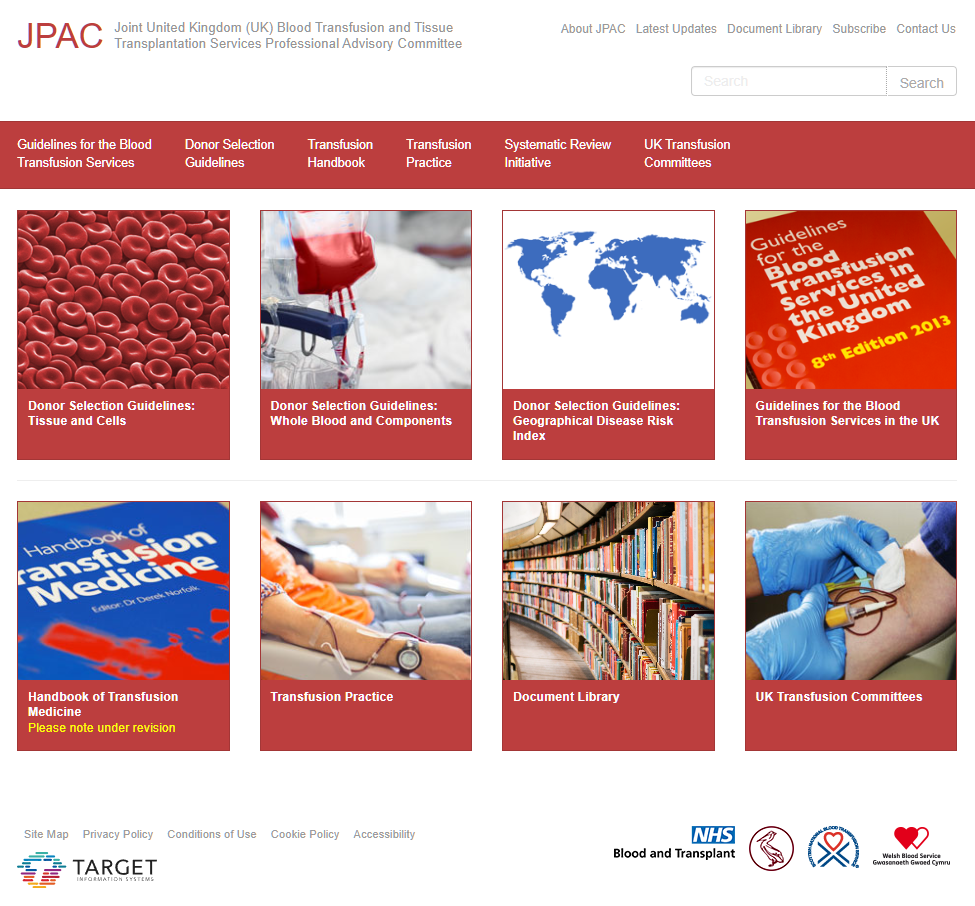 JPAC
Joint United Kingdom (UK) Blood Transfusion and Tissue
Transplantation Services Professional Advisory Committee
About JPAC
Latest Updates
Document Library
Subscribe
Contact Us
Search
Search
Guidelines for the Blood
Transfusion Services
Donor Selection
Guidelines
Transfusion
Handbook
Transfusion
Practice
Systematic Review
Initiative
UK Transfusion
Committees
Guidelines
for the
Blood
Transfusion
Services in
the United
Kingdom
8th Edition 2013
Donor Selection Guidelines:
Tissue and Cells
Donor Selection Guidelines:
Whole Blood and Components
Donor Selection Guidelines:
Geographical Disease Risk
Index
Guidelines for the Blood
Transfusion Services in the UK
Handbook of
ransfusion
Medicine
Editor: Dr Derek Norfolk
Handbook of Transfusion
Medicine
Please note under revision
Transfusion Practice
Document Library
UK Transfusion Committees
Site Map
Privacy Policy
Conditions of Use
Cookie Policy
Accessibility
TARGET
INFORMATION SYSTEMS
NHS
Blood and Transplant
Welsh Blood Service
Gwasanaeth Gwaed Cymru